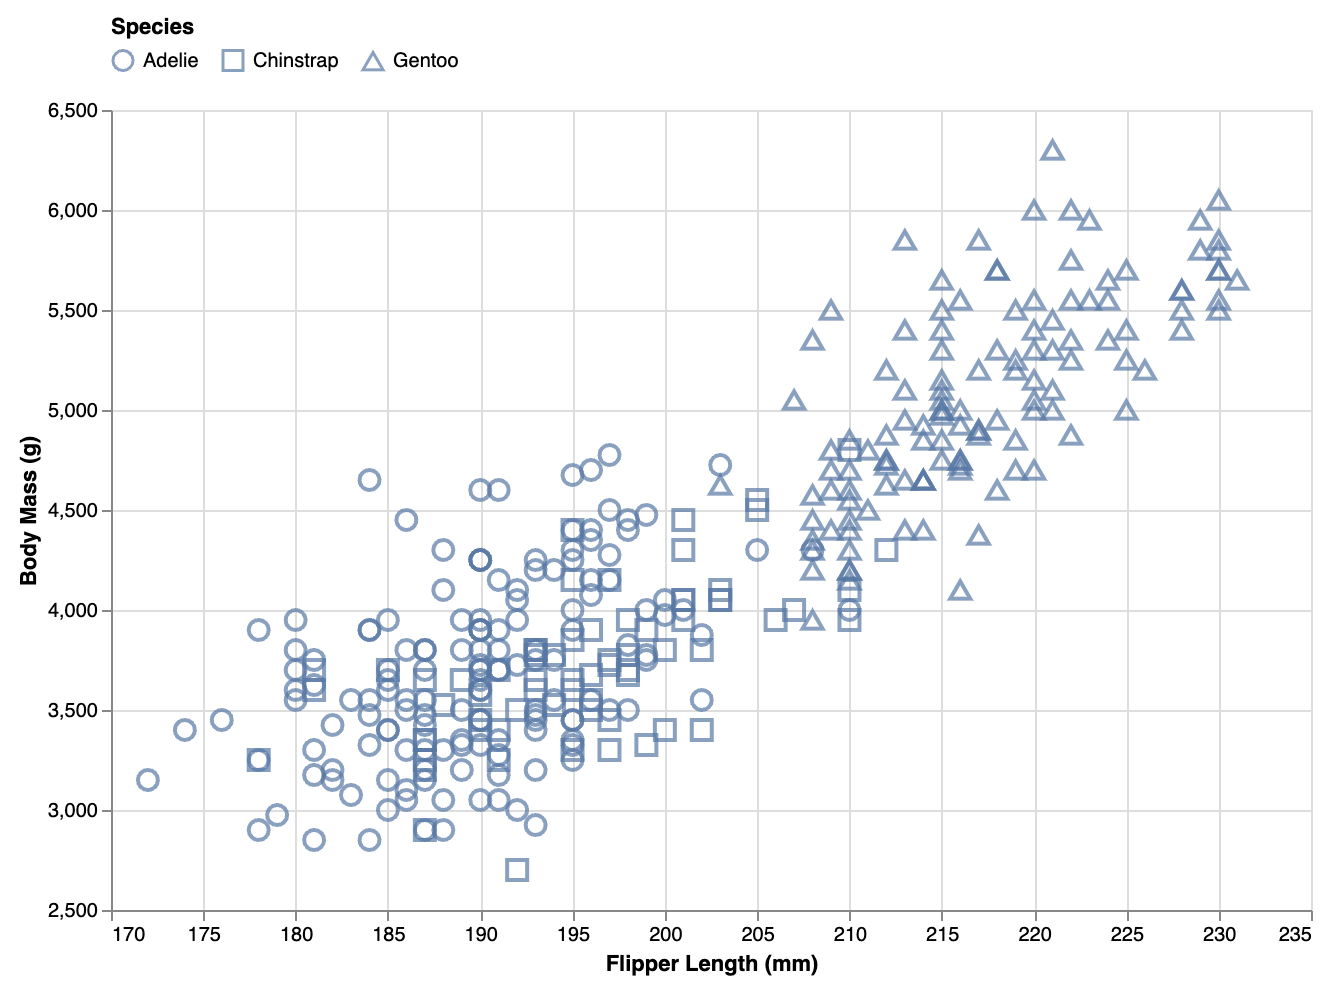 Species
Adelie Chinstrap Gentoo
6,500
6,000
5,500
5,000
4,500
4,000
3,500
3,000
2,500
Body Mass (g)
170 175 180 185 190 195 200 205 210 215 220 225 230 235
Flipper Length (mm)